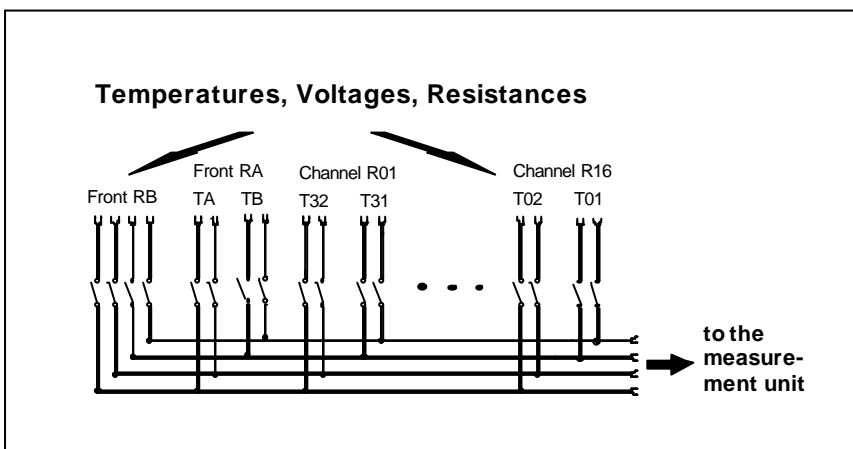 Temperatures, Voltages, Resistances
Front RA Channel R01 Channel R16
Front RB TA TB T32 T31 T02 T01
to the
measure-
ment unit